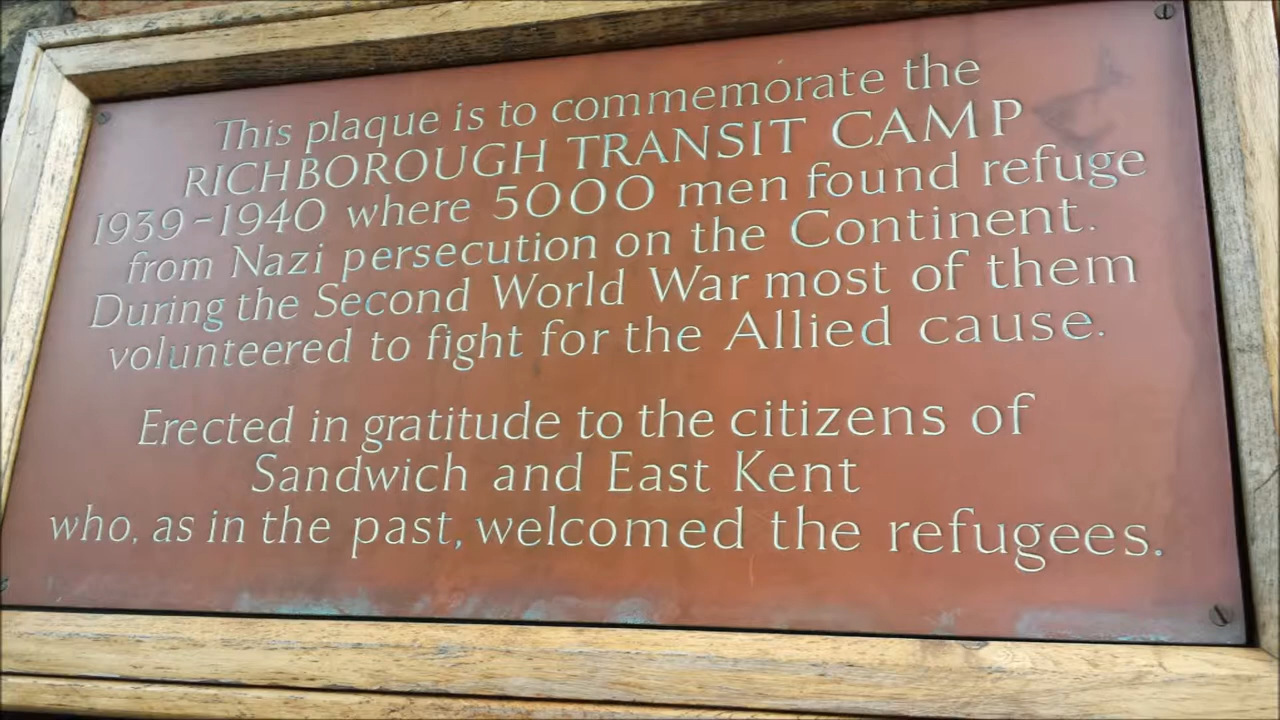 This plaque is to commemorate the
RICHBOROUGH TRANSIT CAMP
1939-1940 where 5000 men found refuge
from Nazi persecution on the Continent.
During the Second World War most of them
volunteered to fight for the Allied cause.
Erected in gratitude to the citizens of
Sandwich and East Kent
who, as in the past, welcomed the refugees.